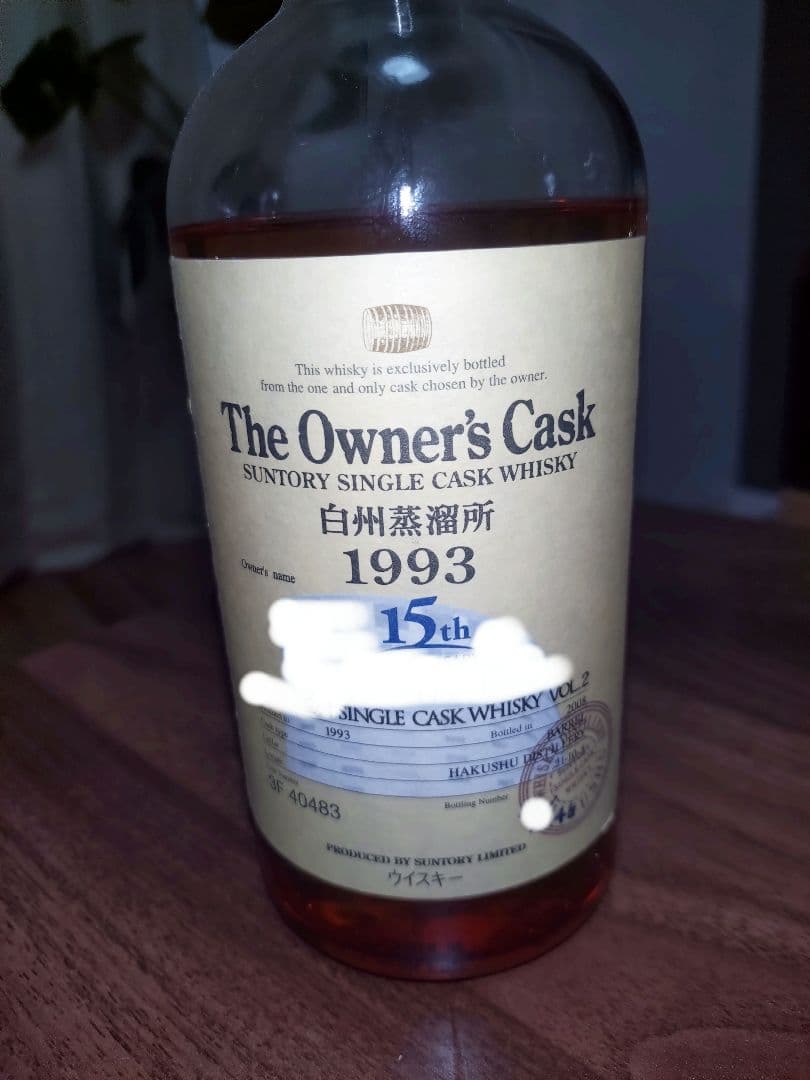 This whisky is exclusively bottled
from the one and only cask chosen by the owner.
The Owner's Cask
SUNTORY SINGLE CASK WHISKY
白州蒸溜所
1993
Owner's name
15th
SINGLE CASK WHISKY VOL.2
1993 Bottled in 2008
Cask type BARREL
HAKUSHU DISTILLERY
3F 40483
Bottling Number
PRODUCED BY SUNTORY LIMITED
ウイスキー